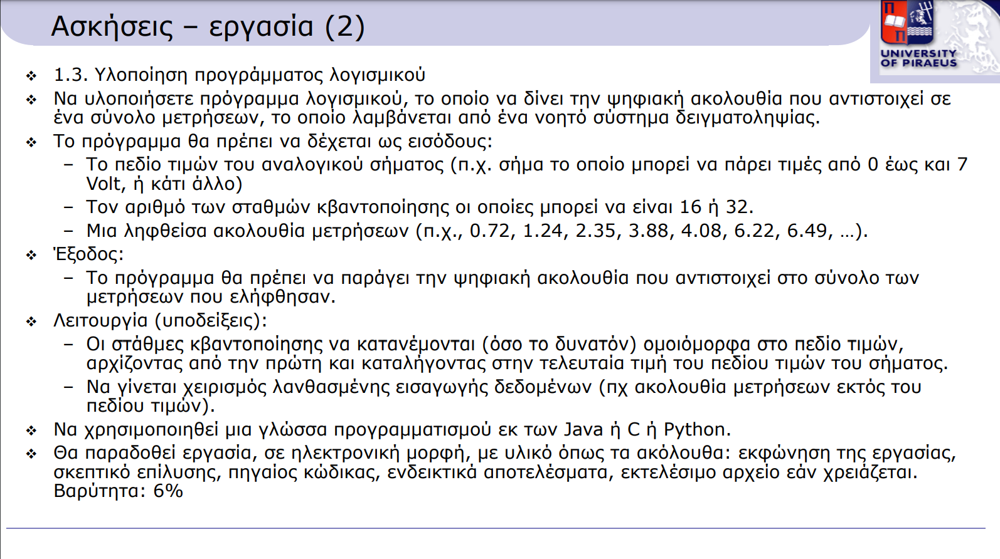 Ασκήσεις – εργασία (2)
UNIVERSITY
OF PIRAEUS
❖ 1.3. Υλοποίηση προγράμματος λογισμικού
❖ Να υλοποιήσετε πρόγραμμα λογισμικού, το οποίο να δίνει την ψηφιακή ακολουθία που αντιστοιχεί σε
ένα σύνολο μετρήσεων, το οποίο λαμβάνεται από ένα νοητό σύστημα δειγματοληψίας.
❖ Το πρόγραμμα θα πρέπει να δέχεται ως εισόδους:
– Το πεδίο τιμών του αναλογικού σήματος (π.χ. σήμα το οποίο μπορεί να πάρει τιμές από 0 έως και 7
Volt, ή κάτι άλλο)
– Τον αριθμό των σταθμών κβαντοποίησης οι οποίες μπορεί να είναι 16 ή 32.
– Μια ληφθείσα ακολουθία μετρήσεων (π.χ., 0.72, 1.24, 2.35, 3.88, 4.08, 6.22, 6.49, …).
❖ Έξοδος:
– Το πρόγραμμα θα πρέπει να παράγει την ψηφιακή ακολουθία που αντιστοιχεί στο σύνολο των
μετρήσεων που ελήφθησαν.
❖ Λειτουργία (υποδείξεις):
– Οι στάθμες κβαντοποίησης να κατανέμονται (όσο το δυνατόν) ομοιόμορφα στο πεδίο τιμών,
αρχίζοντας από την πρώτη και καταλήγοντας στην τελευταία τιμή του πεδίου τιμών του σήματος.
– Να γίνεται χειρισμός λανθασμένης εισαγωγής δεδομένων (πχ ακολουθία μετρήσεων εκτός του
πεδίου τιμών).
❖ Να χρησιμοποιηθεί μια γλώσσα προγραμματισμού εκ των Java ή C ή Python.
❖ Θα παραδοθεί εργασία, σε ηλεκτρονική μορφή, με υλικό όπως τα ακόλουθα: εκφώνηση της εργασίας,
σκεπτικό επίλυσης, πηγαίος κώδικας, ενδεικτικά αποτελέσματα, εκτελέσιμο αρχείο εάν χρειάζεται.
Βαρύτητα: 6%